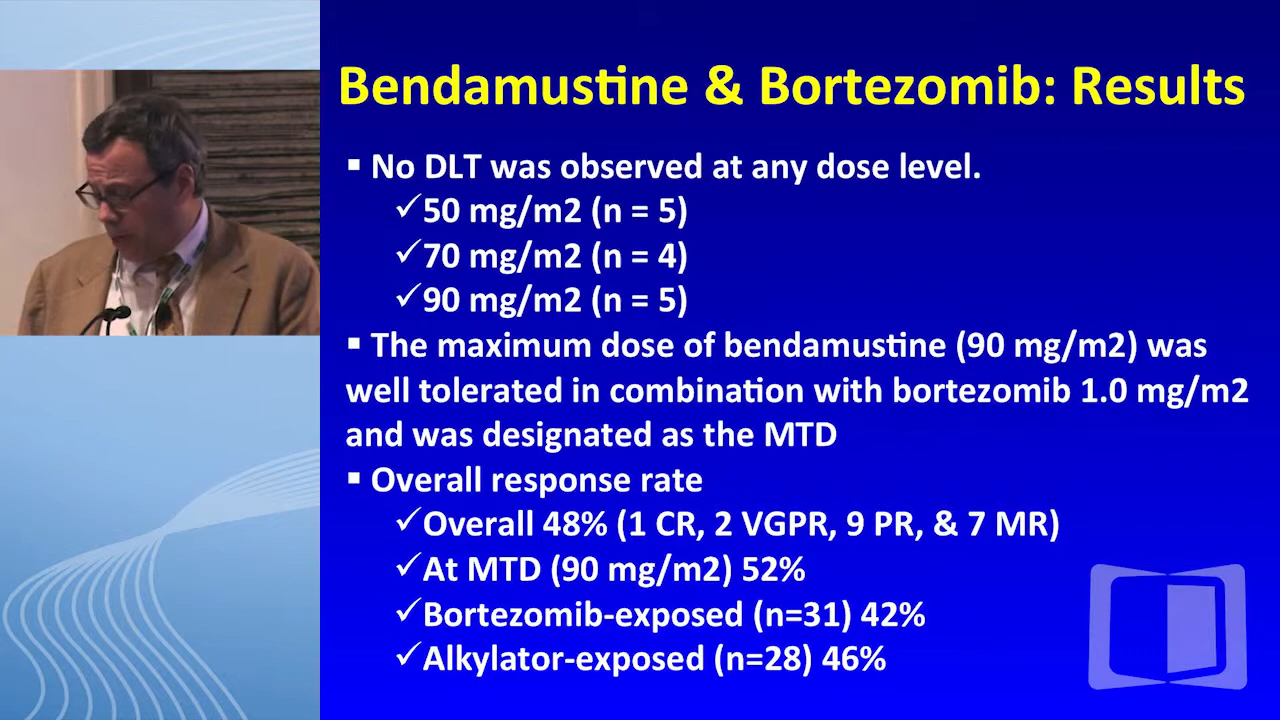 Bendamustine & Bortezomib: Results
▪ No DLT was observed at any dose level.
✓50 mg/m2 (n = 5)
✓70 mg/m2 (n = 4)
✓90 mg/m2 (n = 5)
▪ The maximum dose of bendamustine (90 mg/m2) was
well tolerated in combination with bortezomib 1.0 mg/m2
and was designated as the MTD
▪ Overall response rate
✓Overall 48% (1 CR, 2 VGPR, 9 PR, & 7 MR)
✓At MTD (90 mg/m2) 52%
✓Bortezomib-exposed (n=31) 42%
✓Alkylator-exposed (n=28) 46%